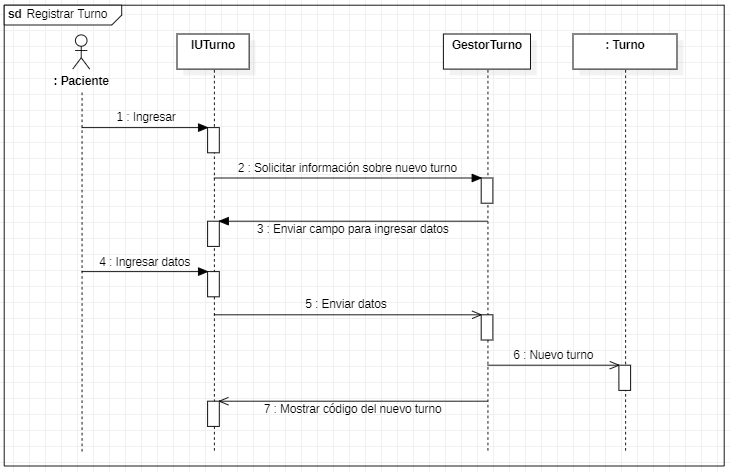 sd Registrar Turno
IUTurno
GestorTurno
: Turno
: Paciente
1 : Ingresar
2 : Solicitar información sobre nuevo turno
3 : Enviar campo para ingresar datos
4 : Ingresar datos
5 : Enviar datos
6 : Nuevo turno
7 : Mostrar código del nuevo turno